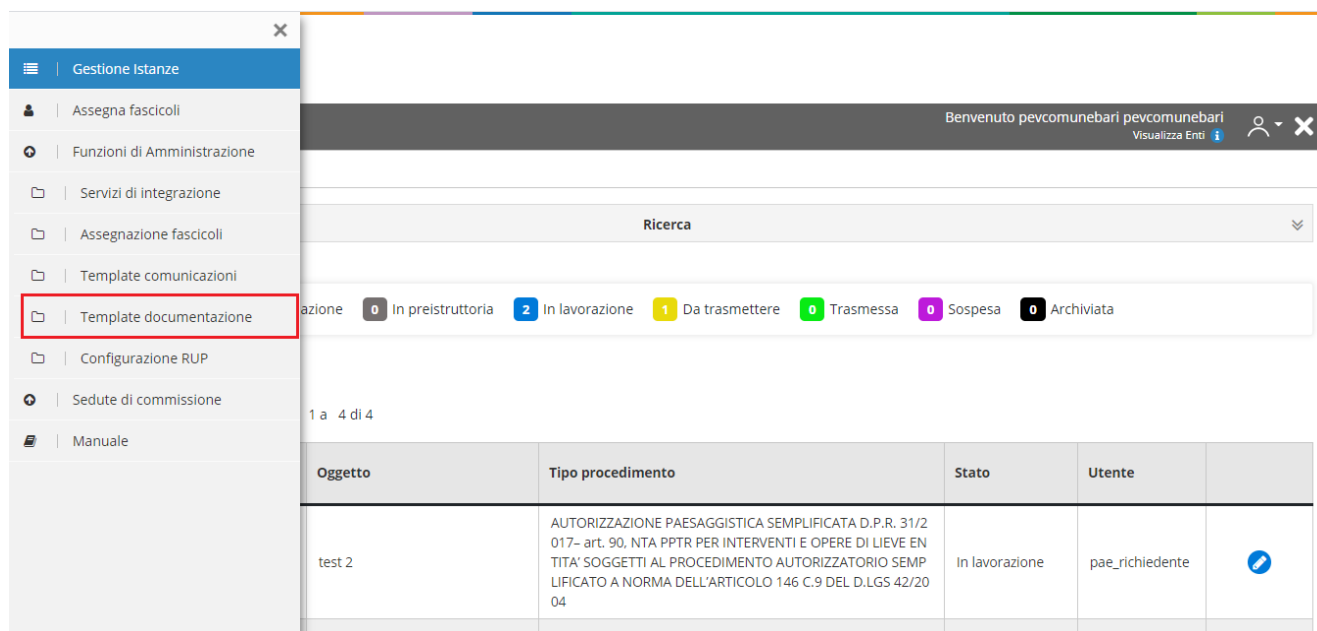 Gestione Istanze
Assegna fascicoli
Funzioni di Amministrazione
Servizi di integrazione
Assegnazione fascicoli
Template comunicazioni
Template documentazione
Configurazione RUP
Sedute di commissione
Manuale
Benvenuto pevcomunebari pevcomunebari
Visualizza Enti i
Ricerca
azione 0 In preistruttoria 2 In lavorazione 1 Da trasmettere 0 Trasmessa 0 Sospesa 0 Archiviata
1 a 4 di 4
Oggetto Tipo procedimento Stato Utente
AUTORIZZAZIONE PAESAGGISTICA SEMPLIFICATA D.P.R. 31/2
017– art. 90, NTA PPTR PER INTERVENTI E OPERE DI LIEVE EN
test 2 TITA’ SOGGETTI AL PROCEDIMENTO AUTORIZZATORIO SEMP In lavorazione pae_richiedente
LIFICATO A NORMA DELL’ARTICOLO 146 C.9 DEL D.LGS 42/20
04